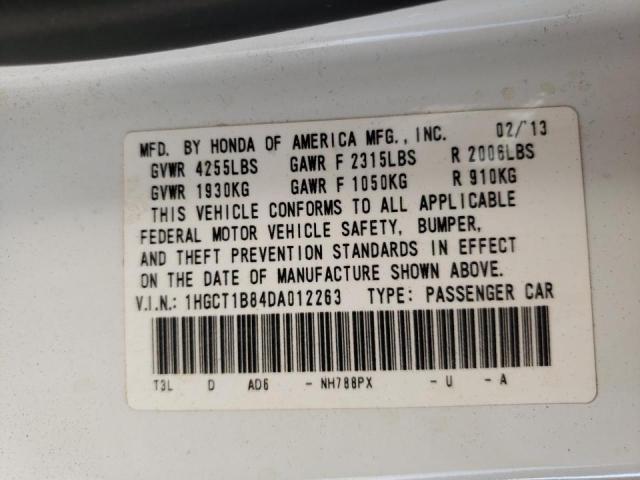 MFD. BY HONDA OF AMERICA MFG., INC. 02/13
GVWR 4255LBS GAWR F 2315LBS R 2006LBS
GVWR 1930KG GAWR F 1050KG R 910KG
THIS VEHICLE CONFORMS TO ALL APPLICABLE
FEDERAL MOTOR VEHICLE SAFETY, BUMPER,
AND THEFT PREVENTION STANDARDS IN EFFECT
ON THE DATE OF MANUFACTURE SHOWN ABOVE.
V.I.N.: 1HGCT1B84DA012263 TYPE: PASSENGER CAR
T3L D AD6 - NH788PX - U - A